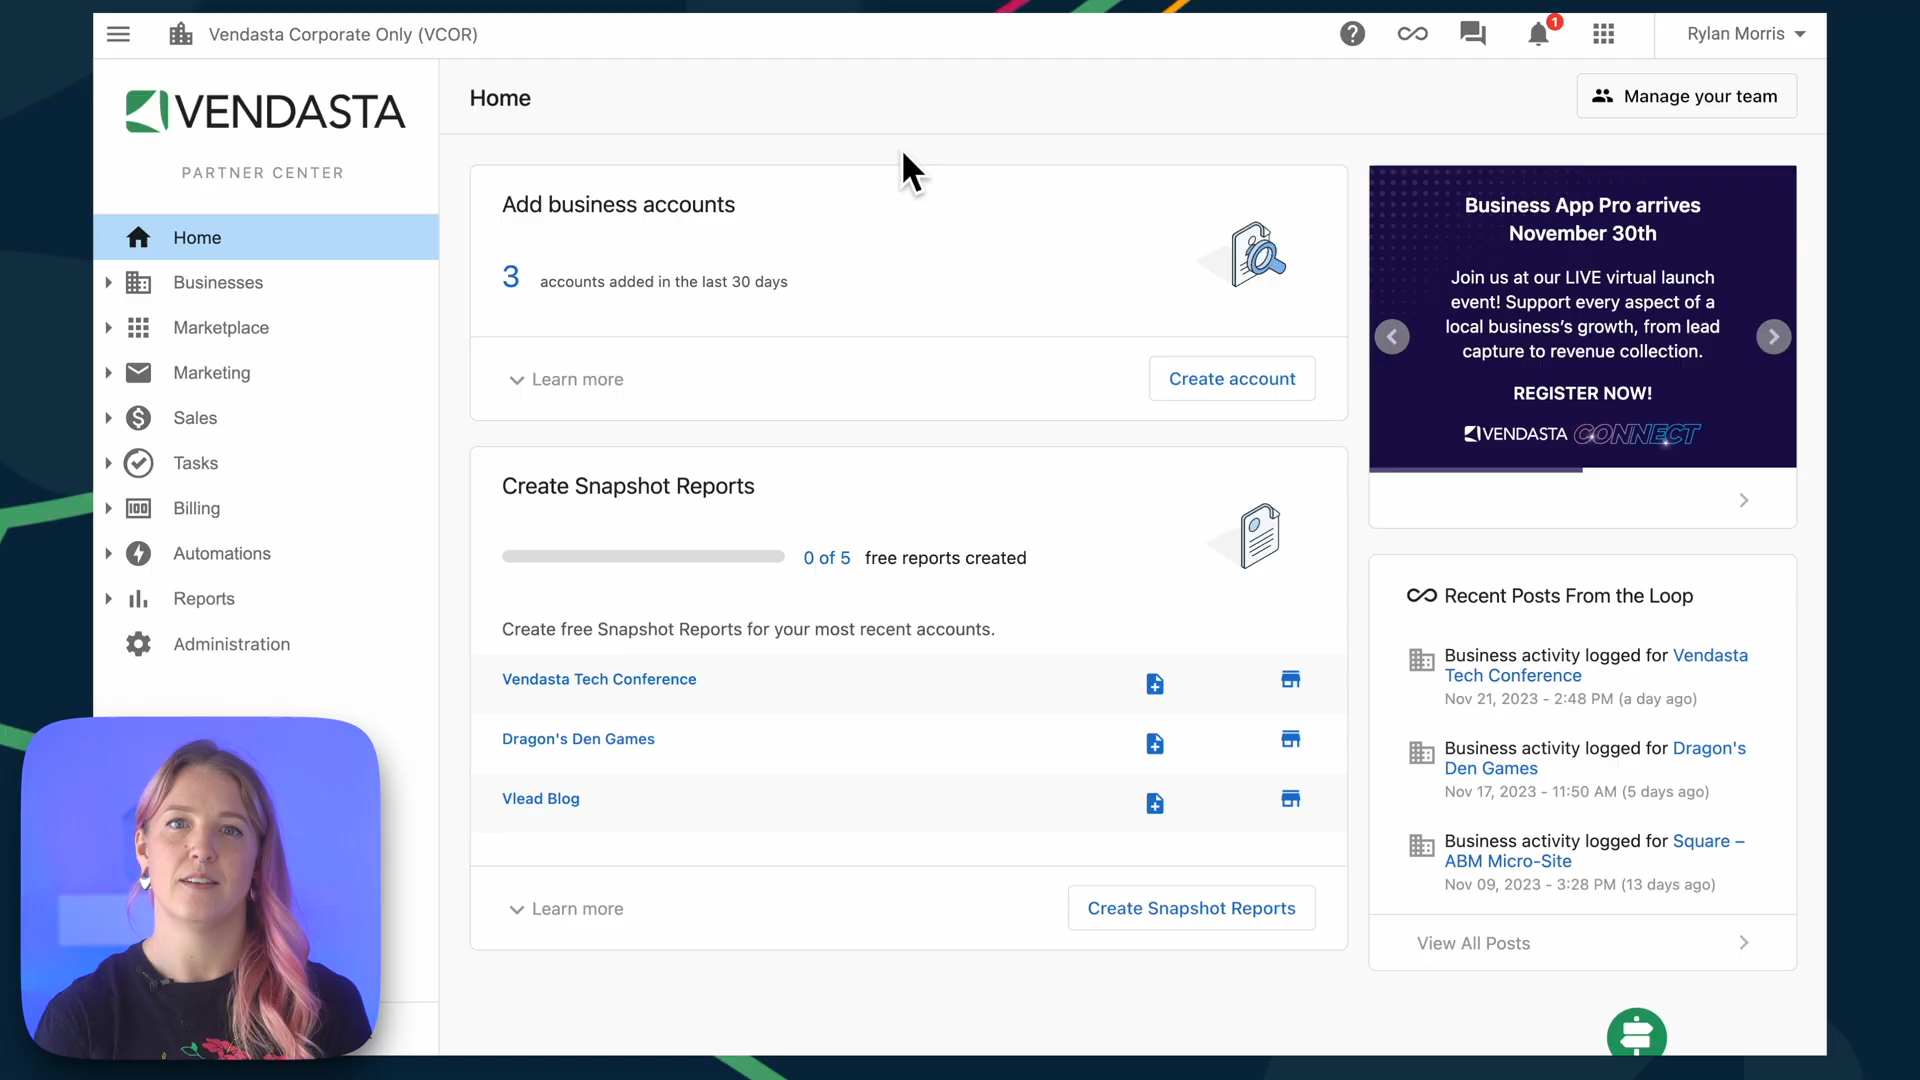 Vendasta Corporate Only (VCOR)
1
Rylan Morris
VENDASTA
PARTNER CENTER
Home
Businesses
Marketplace
Marketing
Sales
Tasks
Billing
Automations
Reports
Administration
Home
Manage your team
Add business accounts
3 accounts added in the last 30 days
Learn more
Create account
Create Snapshot Reports
0 of 5 free reports created
Create free Snapshot Reports for your most recent accounts.
Vendasta Tech Conference
Dragon's Den Games
Vlead Blog
Learn more
Create Snapshot Reports
Business App Pro arrives
November 30th
Join us at our LIVE virtual launch
event! Support every aspect of a
local business’s growth, from lead
capture to revenue collection.
REGISTER NOW!
VENDASTA CONNECT
Recent Posts From the Loop
Business activity logged for Vendasta
Tech Conference
Nov 21, 2023 - 2:48 PM (a day ago)
Business activity logged for Dragon's
Den Games
Nov 17, 2023 - 11:50 AM (5 days ago)
Business activity logged for Square –
ABM Micro-Site
Nov 09, 2023 - 3:28 PM (13 days ago)
View All Posts